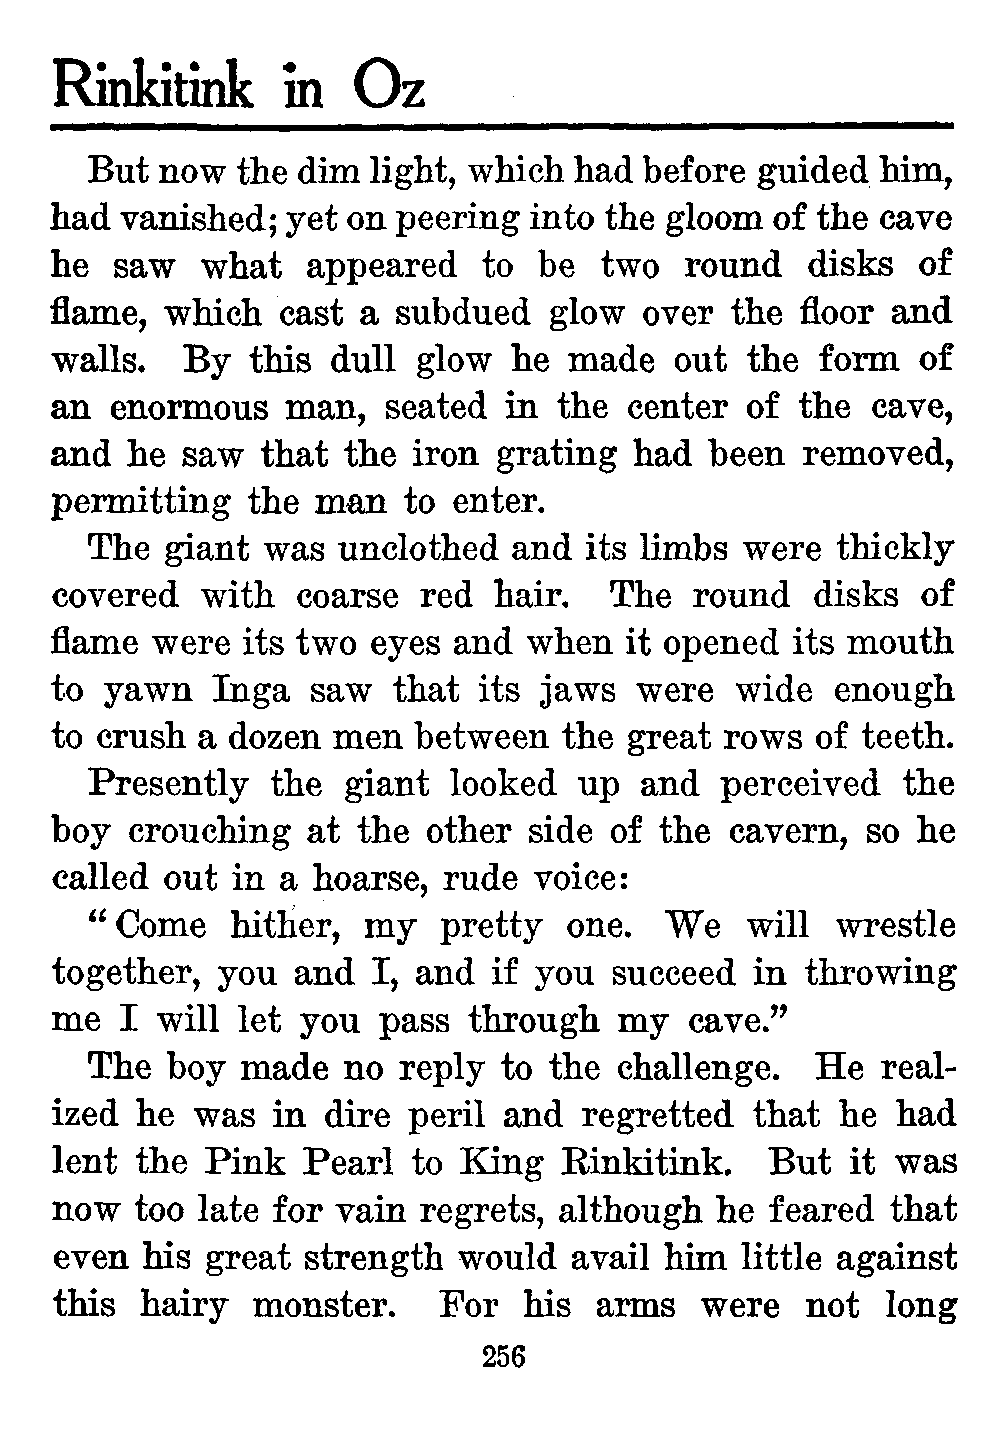 Rinkitink in Oz
But now the dim light, which had before guided him,
had vanished; yet on peering into the gloom of the cave
he saw what appeared to be two round disks of
flame, which cast a subdued glow over the floor and
walls. By this dull glow he made out the form of
an enormous man, seated in the center of the cave,
and he saw that the iron grating had been removed,
permitting the man to enter.
The giant was unclothed and its limbs were thickly
covered with coarse red hair. The round disks of
flame were its two eyes and when it opened its mouth
to yawn Inga saw that its jaws were wide enough
to crush a dozen men between the great rows of teeth.
Presently the giant looked up and perceived the
boy crouching at the other side of the cavern, so he
called out in a hoarse, rude voice:
“Come hither, my pretty one. We will wrestle
together, you and I, and if you succeed in throwing
me I will let you pass through my cave.”
The boy made no reply to the challenge. He real-
ized he was in dire peril and regretted that he had
lent the Pink Pearl to King Rinkitink. But it was
now too late for vain regrets, although he feared that
even his great strength would avail him little against
this hairy monster. For his arms were not long
256